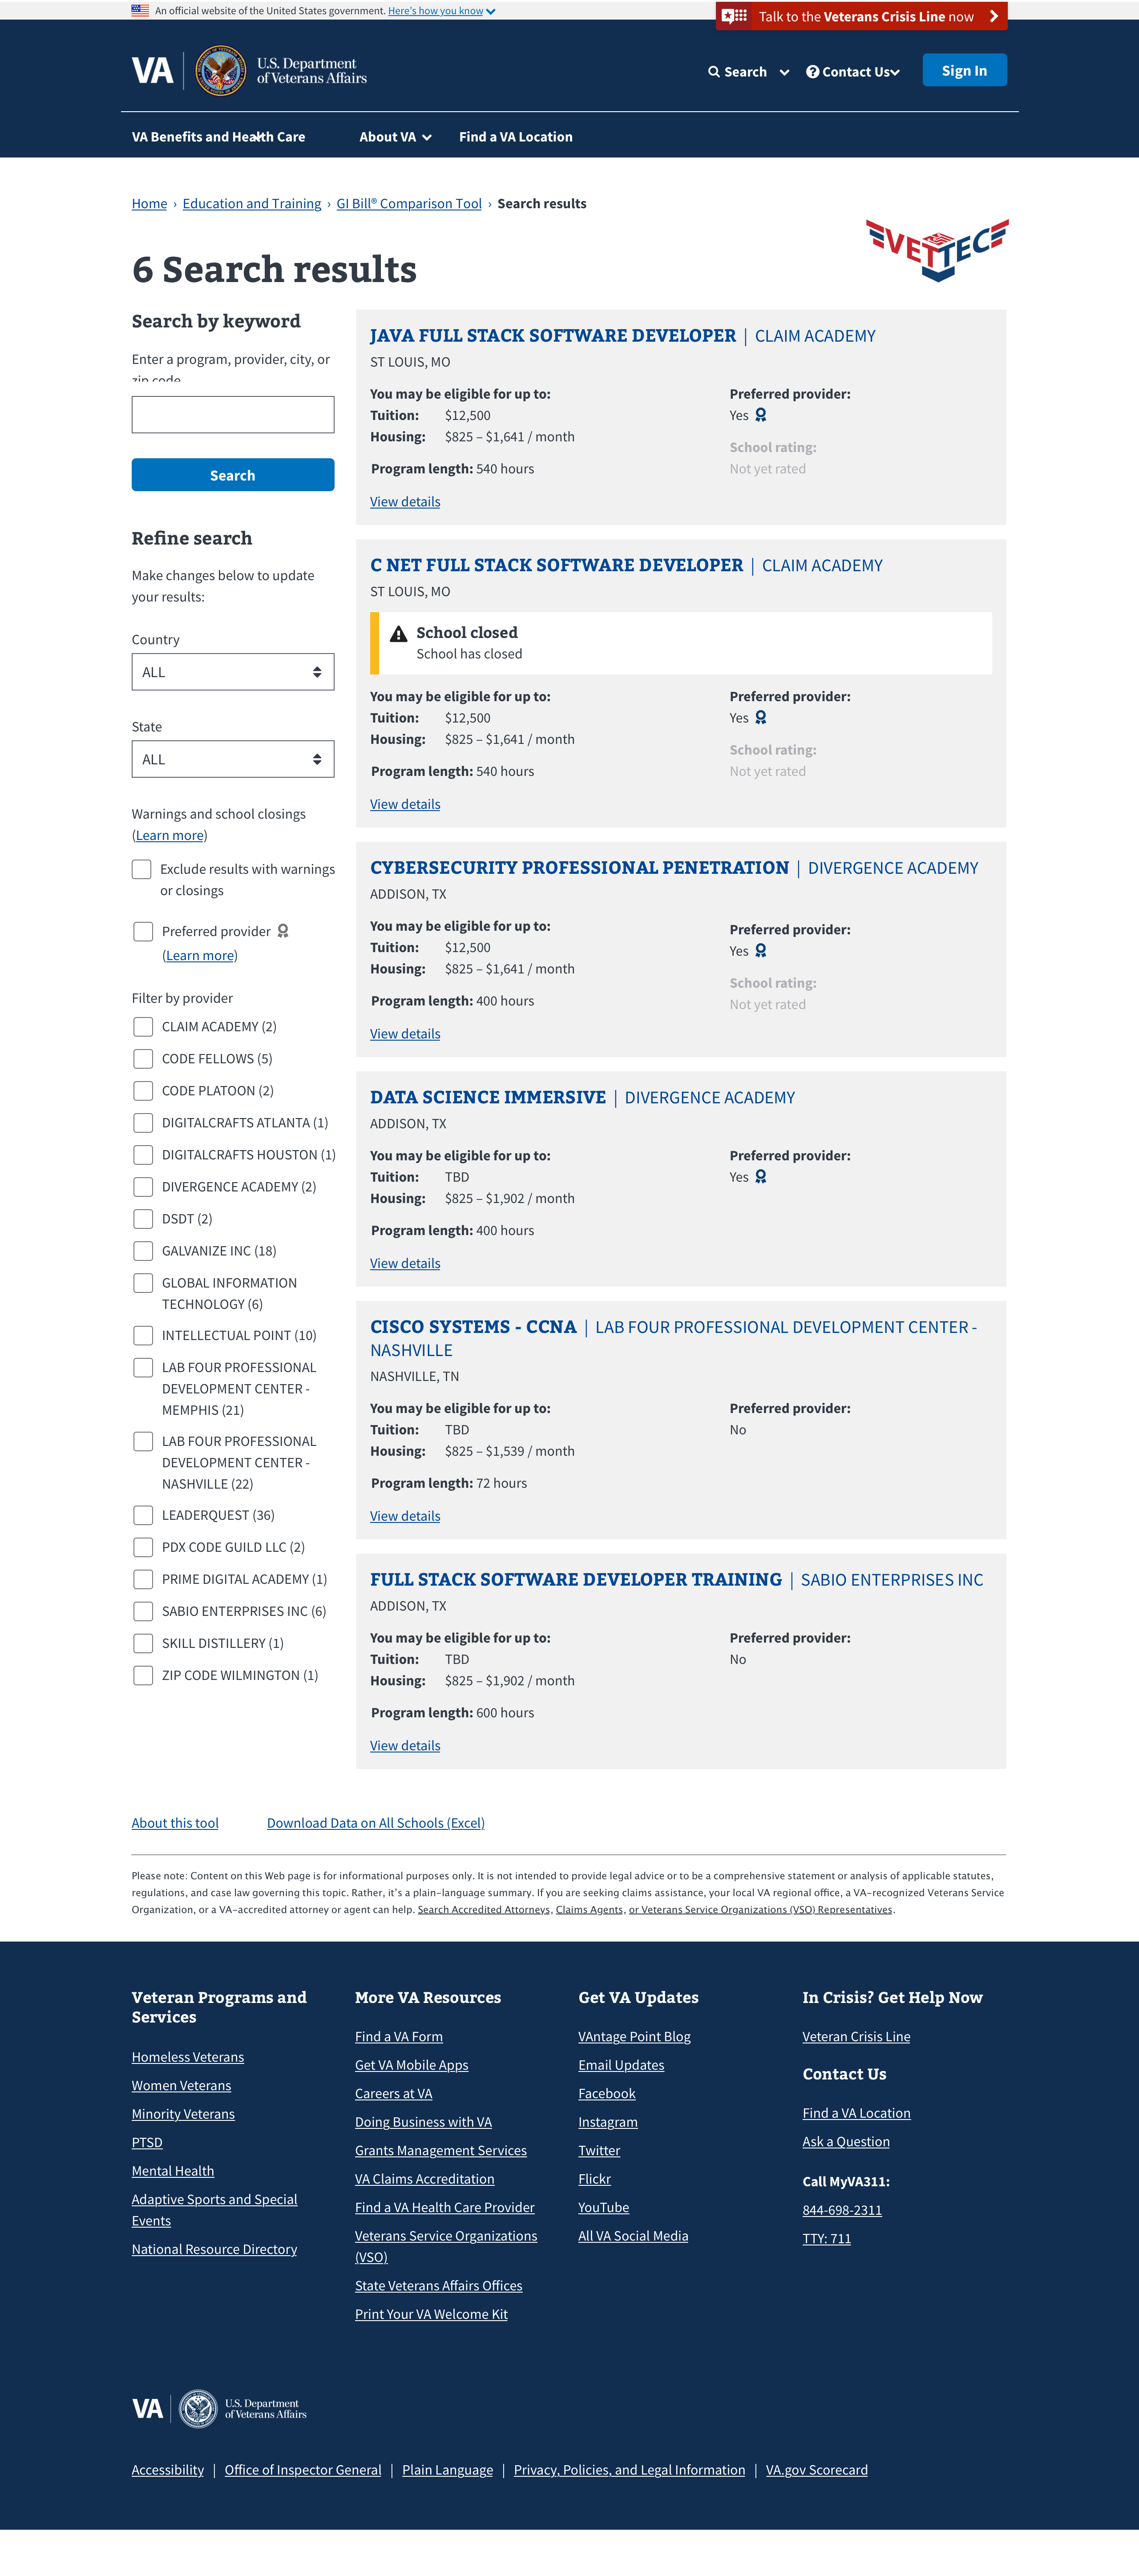 An official website of the United States government. Here's how you know
Talk to the Veterans Crisis Line now
VA
U.S. Department
of Veterans Affairs
Search
Contact Us
Sign In
VA Benefits and Health Care
About VA
Find a VA Location
Home › Education and Training › GI Bill® Comparison Tool › Search results
VET TEC
6 Search results
Search by keyword
Enter a program, provider, city, or
zip code
Search
Refine search
Make changes below to update
your results:
Country
ALL
State
ALL
Warnings and school closings
(Learn more)
Exclude results with warnings
or closings
Preferred provider
(Learn more)
Filter by provider
CLAIM ACADEMY (2)
CODE FELLOWS (5)
CODE PLATOON (2)
DIGITALCRAFTS ATLANTA (1)
DIGITALCRAFTS HOUSTON (1)
DIVERGENCE ACADEMY (2)
DSDT (2)
GALVANIZE INC (18)
GLOBAL INFORMATION
TECHNOLOGY (6)
INTELLECTUAL POINT (10)
LAB FOUR PROFESSIONAL
DEVELOPMENT CENTER -
MEMPHIS (21)
LAB FOUR PROFESSIONAL
DEVELOPMENT CENTER -
NASHVILLE (22)
LEADERQUEST (36)
PDX CODE GUILD LLC (2)
PRIME DIGITAL ACADEMY (1)
SABIO ENTERPRISES INC (6)
SKILL DISTILLERY (1)
ZIP CODE WILMINGTON (1)
JAVA FULL STACK SOFTWARE DEVELOPER | CLAIM ACADEMY
ST LOUIS, MO
You may be eligible for up to:
Tuition: $12,500
Housing: $825 – $1,641 / month
Program length: 540 hours
Preferred provider:
Yes
School rating:
Not yet rated
View details
C NET FULL STACK SOFTWARE DEVELOPER | CLAIM ACADEMY
ST LOUIS, MO
School closed
School has closed
You may be eligible for up to:
Tuition: $12,500
Housing: $825 – $1,641 / month
Program length: 540 hours
Preferred provider:
Yes
School rating:
Not yet rated
View details
CYBERSECURITY PROFESSIONAL PENETRATION | DIVERGENCE ACADEMY
ADDISON, TX
You may be eligible for up to:
Tuition: $12,500
Housing: $825 – $1,641 / month
Program length: 400 hours
Preferred provider:
Yes
School rating:
Not yet rated
View details
DATA SCIENCE IMMERSIVE | DIVERGENCE ACADEMY
ADDISON, TX
You may be eligible for up to:
Tuition: TBD
Housing: $825 – $1,902 / month
Program length: 400 hours
Preferred provider:
Yes
View details
CISCO SYSTEMS - CCNA | LAB FOUR PROFESSIONAL DEVELOPMENT CENTER -
NASHVILLE
NASHVILLE, TN
You may be eligible for up to:
Tuition: TBD
Housing: $825 – $1,539 / month
Program length: 72 hours
Preferred provider:
No
View details
FULL STACK SOFTWARE DEVELOPER TRAINING | SABIO ENTERPRISES INC
ADDISON, TX
You may be eligible for up to:
Tuition: TBD
Housing: $825 – $1,902 / month
Program length: 600 hours
Preferred provider:
No
View details
About this tool
Download Data on All Schools (Excel)
Please note: Content on this Web page is for informational purposes only. It is not intended to provide legal advice or to be a comprehensive statement or analysis of applicable statutes,
regulations, and case law governing this topic. Rather, it's a plain-language summary. If you are seeking claims assistance, your local VA regional office, a VA-recognized Veterans Service
Organization, or a VA-accredited attorney or agent can help. Search Accredited Attorneys, Claims Agents, or Veterans Service Organizations (VSO) Representatives.
Veteran Programs and
Services
Homeless Veterans
Women Veterans
Minority Veterans
PTSD
Mental Health
Adaptive Sports and Special
Events
National Resource Directory
More VA Resources
Find a VA Form
Get VA Mobile Apps
Careers at VA
Doing Business with VA
Grants Management Services
VA Claims Accreditation
Find a VA Health Care Provider
Veterans Service Organizations
(VSO)
State Veterans Affairs Offices
Print Your VA Welcome Kit
Get VA Updates
VAntage Point Blog
Email Updates
Facebook
Instagram
Twitter
Flickr
YouTube
All VA Social Media
In Crisis? Get Help Now
Veteran Crisis Line
Contact Us
Find a VA Location
Ask a Question
Call MyVA311:
844-698-2311
TTY: 711
VA
U.S. Department
of Veterans Affairs
Accessibility | Office of Inspector General | Plain Language | Privacy, Policies, and Legal Information | VA.gov Scorecard